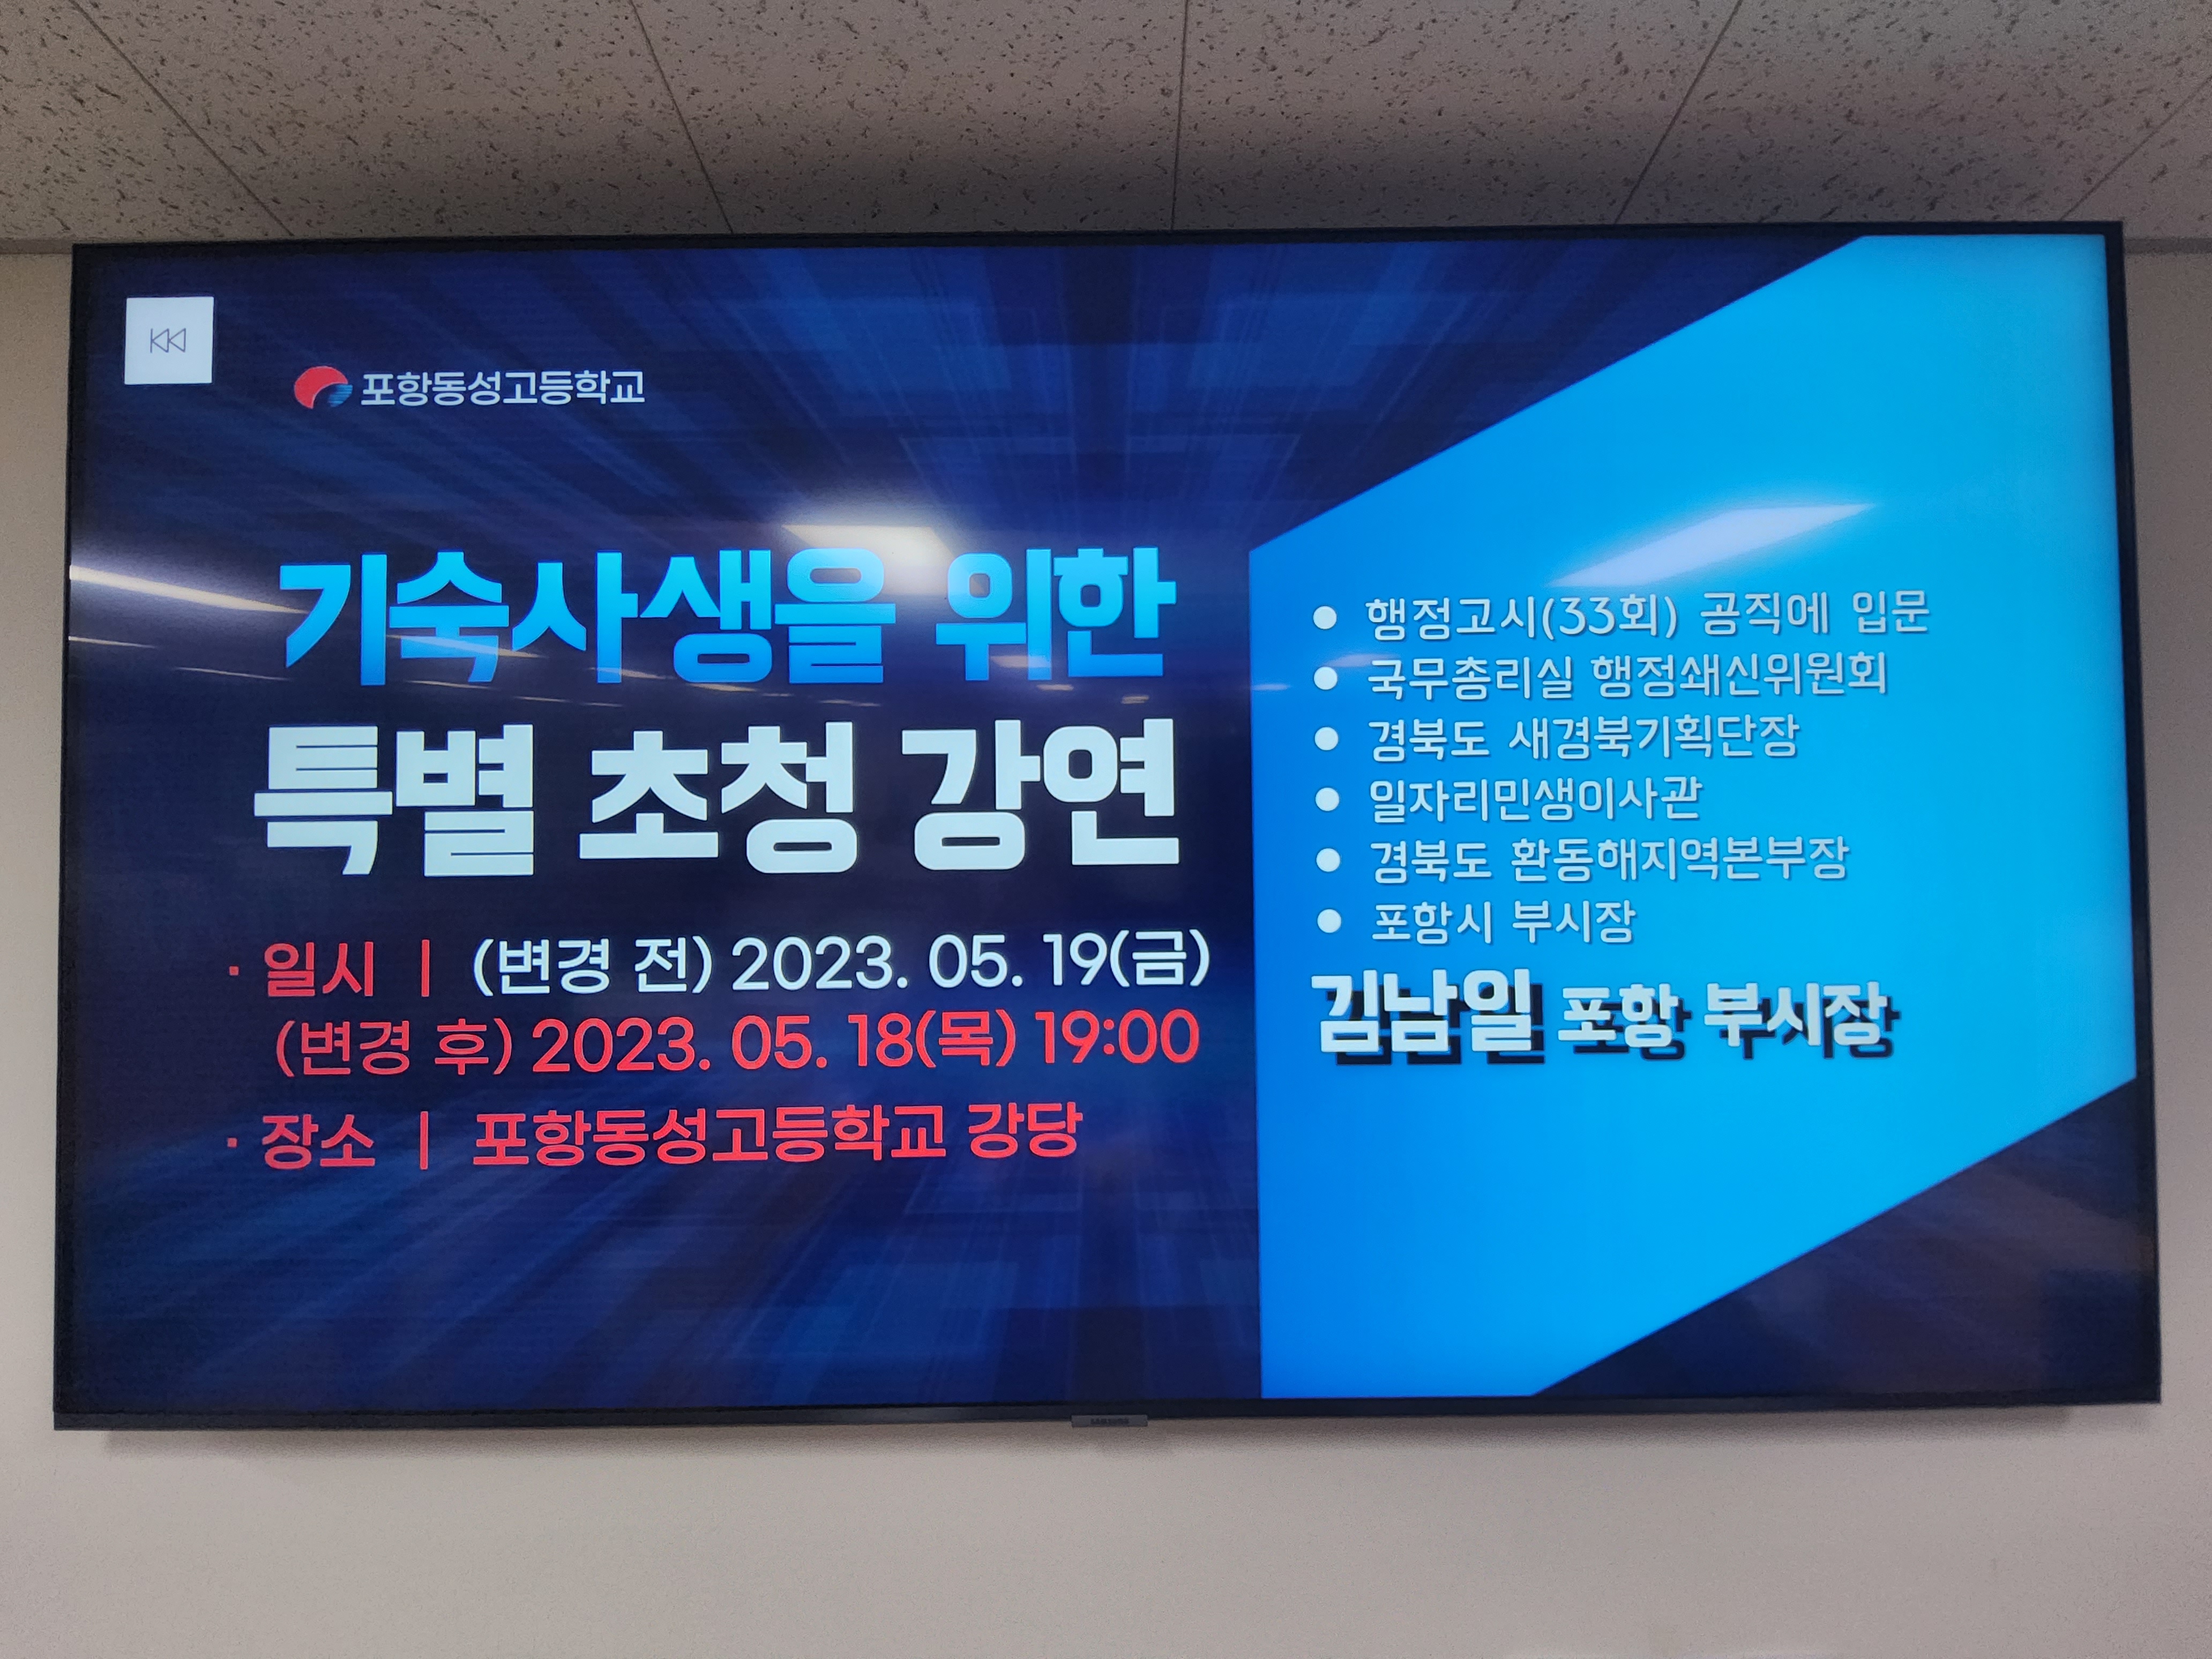 포항동성고등학교
기숙사생을 위한
특별 초청 강연
· 일시 | (변경 전) 2023. 05. 19(금)
(변경 후) 2023. 05. 18(목) 19:00
· 장소 | 포항동성고등학교 강당
● 행정고시(33회) 공직에 입문
● 국무총리실 행정쇄신위원회
● 경북도 새경북기획단장
● 일자리민생이사관
● 경북도 환동해지역본부장
● 포항시 부시장
김남일 포항 부시장
SAMSUNG